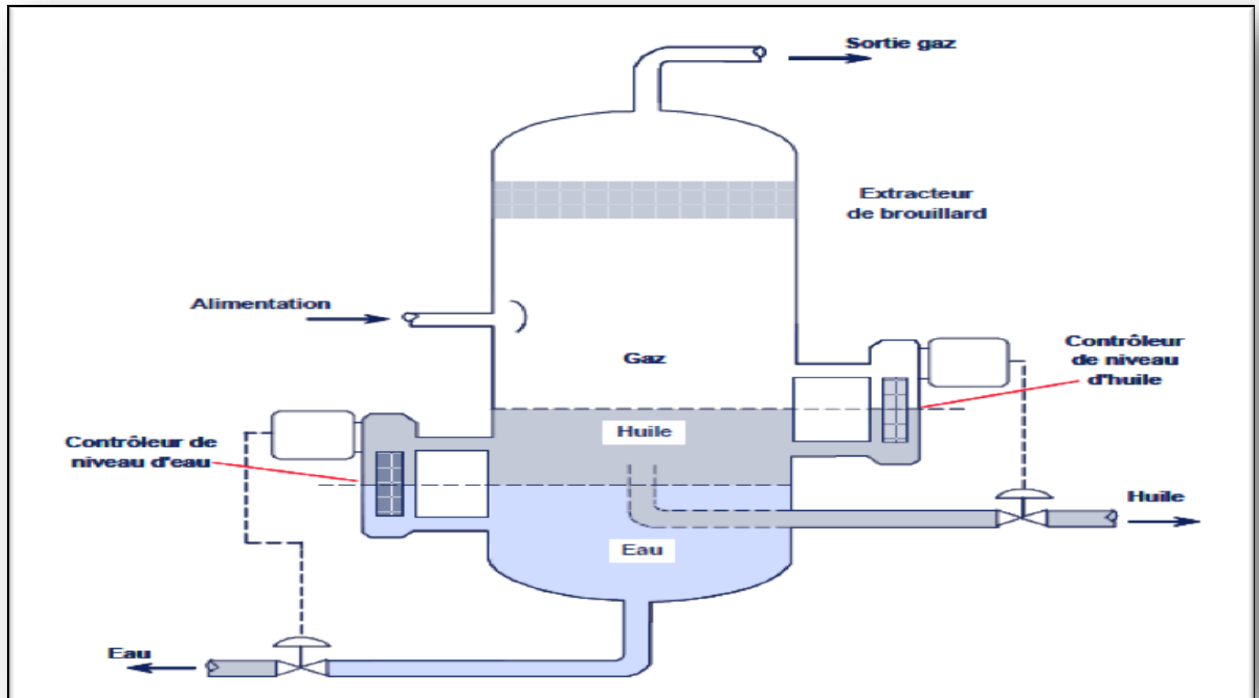 Sortie gaz
Extracteur
de brouillard
Alimentation
Gaz
Contrôleur
de niveau
d'huile
Huile
Contrôleur de
niveau d'eau
Huile
Eau
Eau